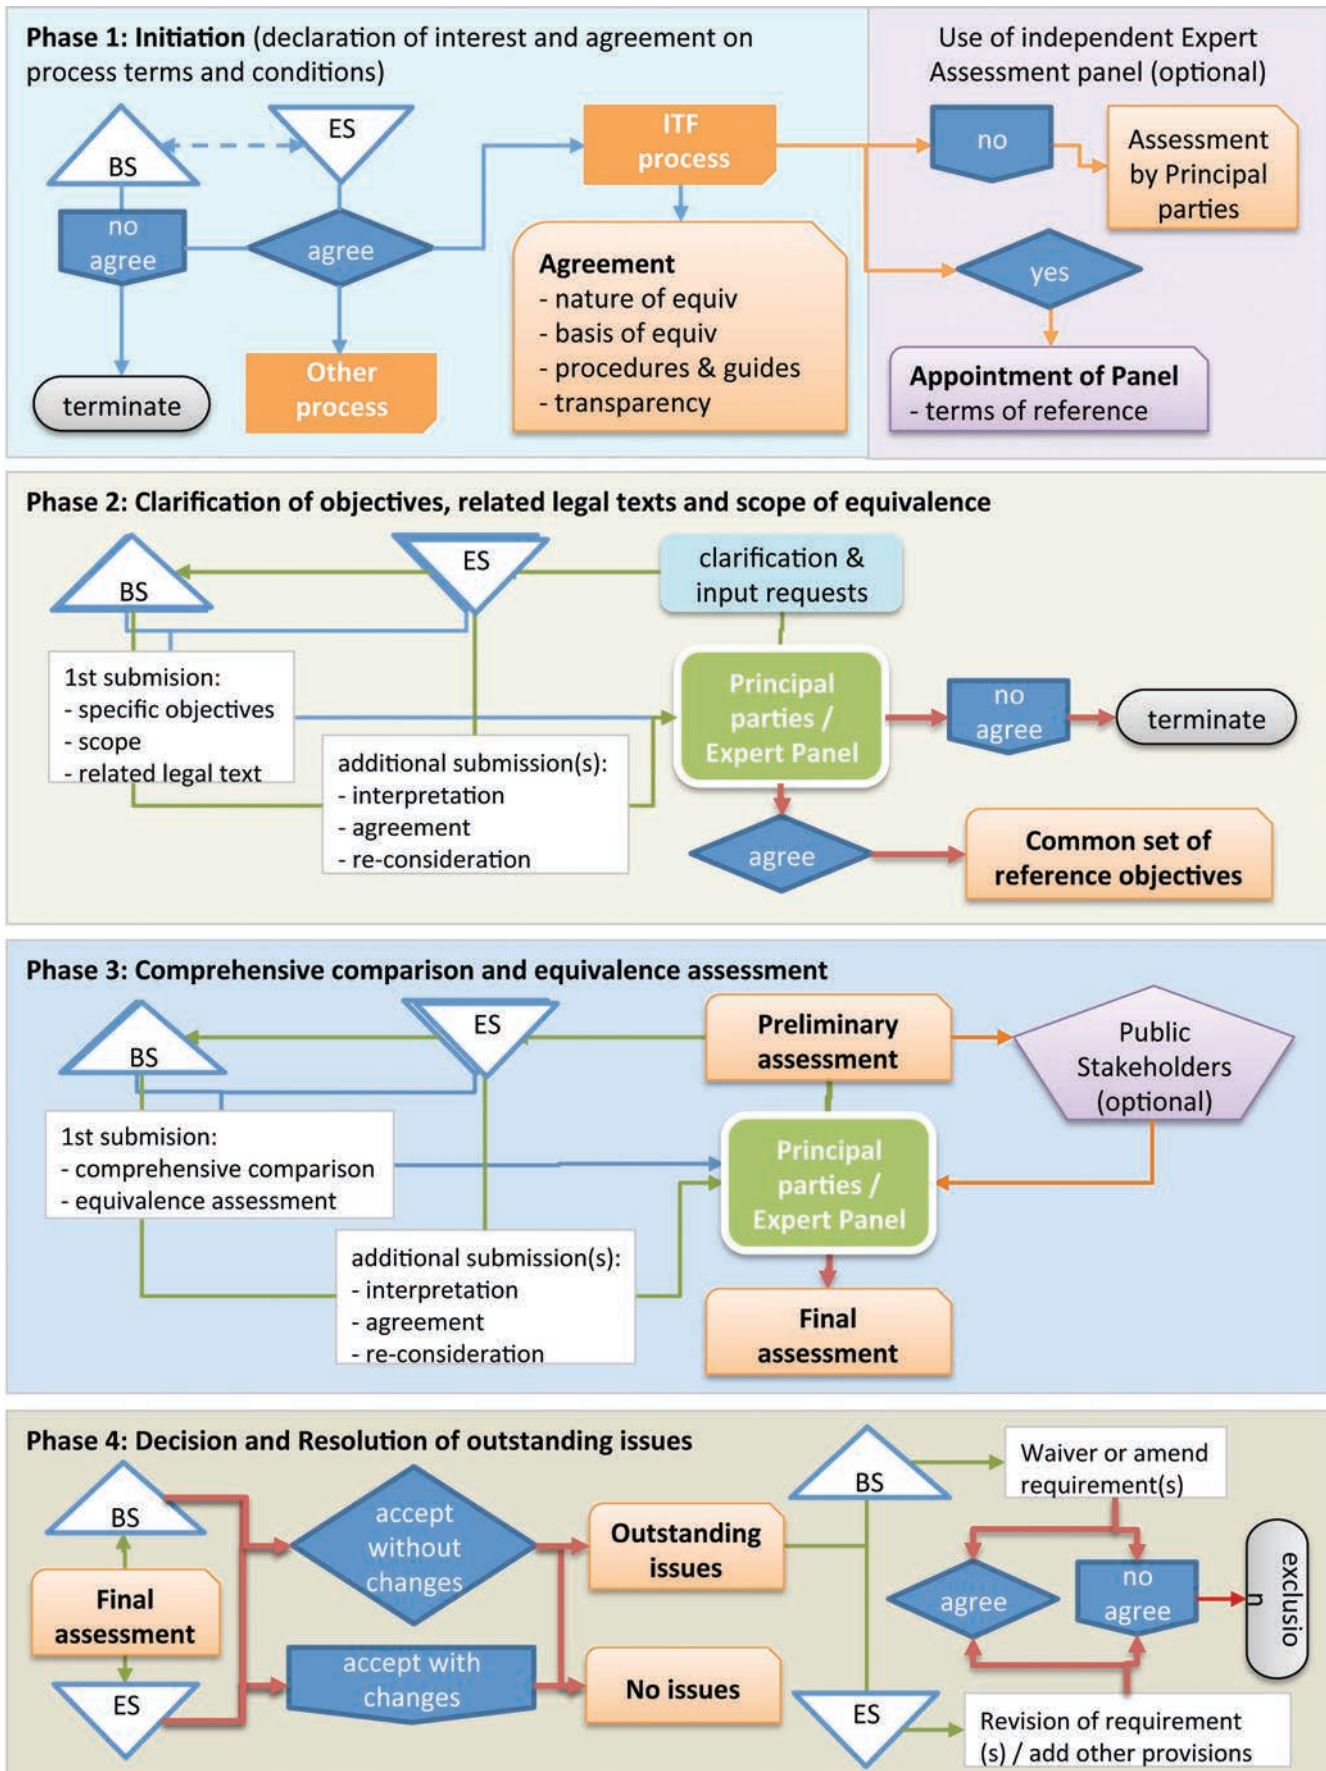 Phase 1: Initiation (declaration of interest and agreement on
process terms and conditions)
Use of independent Expert
Assessment panel (optional)
BS
ES
no
agree
agree
terminate
Other
process
ITF
process
Agreement
- nature of equiv
- basis of equiv
- procedures & guides
- transparency
no
Assessment
by Principal
parties
yes
Appointment of Panel
- terms of reference
Phase 2: Clarification of objectives, related legal texts and scope of equivalence
BS
ES
clarification &
input requests
1st submision:
- specific objectives
- scope
- related legal text
additional submission(s):
- interpretation
- agreement
- re-consideration
Principal
parties /
Expert Panel
no
agree
terminate
agree
Common set of
reference objectives
Phase 3: Comprehensive comparison and equivalence assessment
BS
ES
Preliminary
assessment
Public
Stakeholders
(optional)
1st submision:
- comprehensive comparison
- equivalence assessment
additional submission(s):
- interpretation
- agreement
- re-consideration
Principal
parties /
Expert Panel
Final
assessment
Phase 4: Decision and Resolution of outstanding issues
BS
Final
assessment
ES
accept
without
changes
accept with
changes
Outstanding
issues
No issues
BS
ES
Waiver or amend
requirement(s)
agree
no
agree
exclusio
n
Revision of requirement
(s) / add other provisions